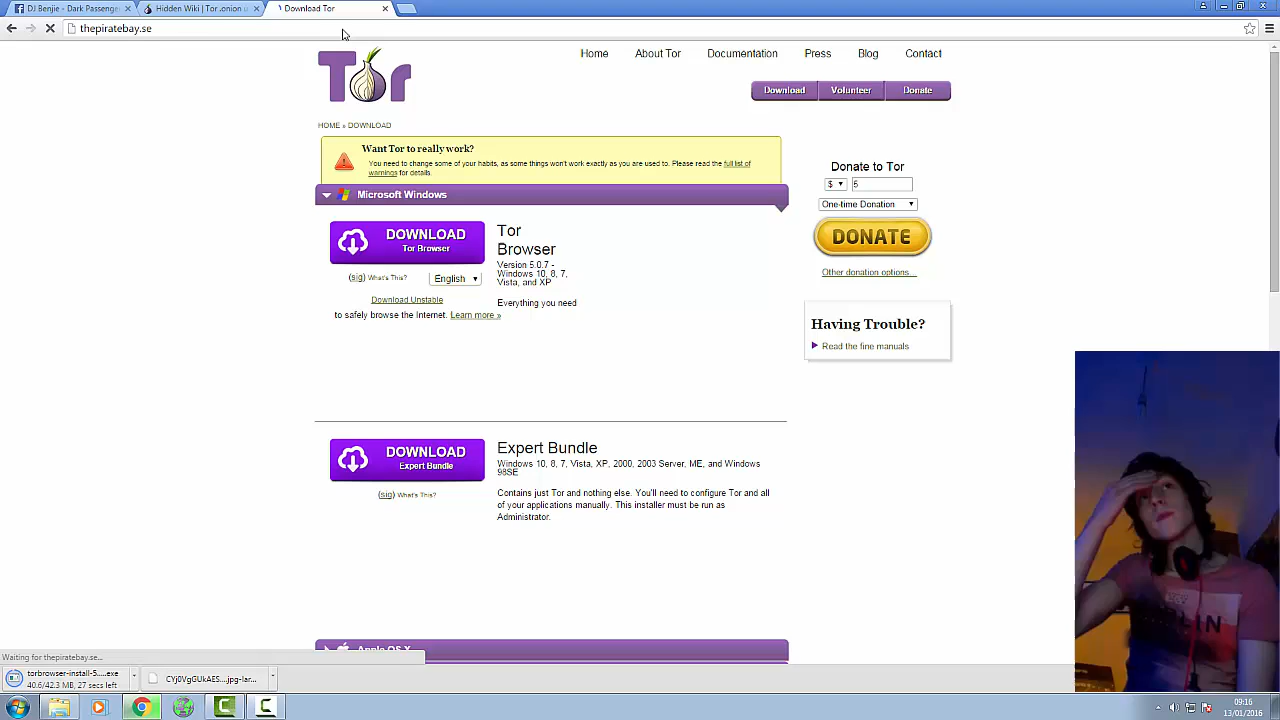 DJ Benjie - Dark Passenge
Hidden Wiki | Tor .onion u
Download Tor
thepiratebay.se
Tor
Home
About Tor
Documentation
Press
Blog
Contact
Download
Volunteer
Donate
HOME » DOWNLOAD
Want Tor to really work?
You need to change some of your habits, as some things won't work exactly as you are used to. Please read the full list of
warnings for details.
Microsoft Windows
DOWNLOAD
Tor Browser
(sig) What's This?
English
Download Unstable
Tor
Browser
Version 5.0.7 -
Windows 10, 8, 7,
Vista, and XP
Everything you need
to safely browse the Internet. Learn more »
Donate to Tor
$
5
One-time Donation
DONATE
Other donation options...
Having Trouble?
Read the fine manuals
DOWNLOAD
Expert Bundle
(sig) What's This?
Expert Bundle
Windows 10, 8, 7, Vista, XP, 2000, 2003 Server, ME, and Windows
98SE
Contains just Tor and nothing else. You'll need to configure Tor and all
of your applications manually. This installer must be run as
Administrator.
Apple OS X
Waiting for thepiratebay.se...
torbrowser-install-5....exe
40.6/42.3 MB, 27 secs left
CYj0VgGUkAES....jpg-lar...
09:16
13/01/2016